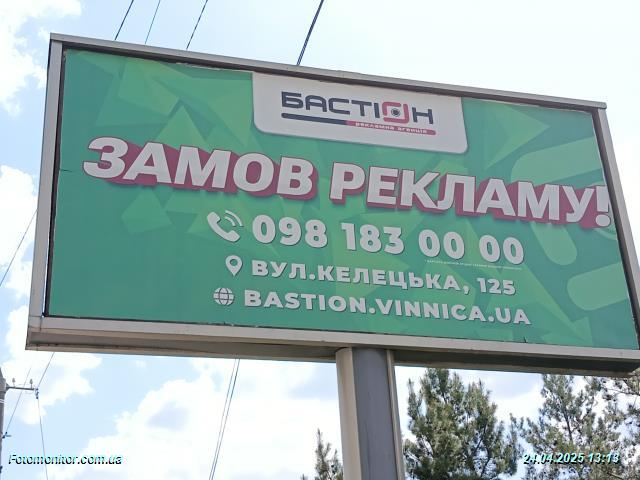 БАСТІОН
рекламна агенція
ЗАМОВ РЕКЛАМУ!
098 183 00 00
ВУЛ.КЕЛЕЦЬКА, 125
BASTION.VINNICA.UA
Fotomonitor.com.ua
24.04.2025 13:13